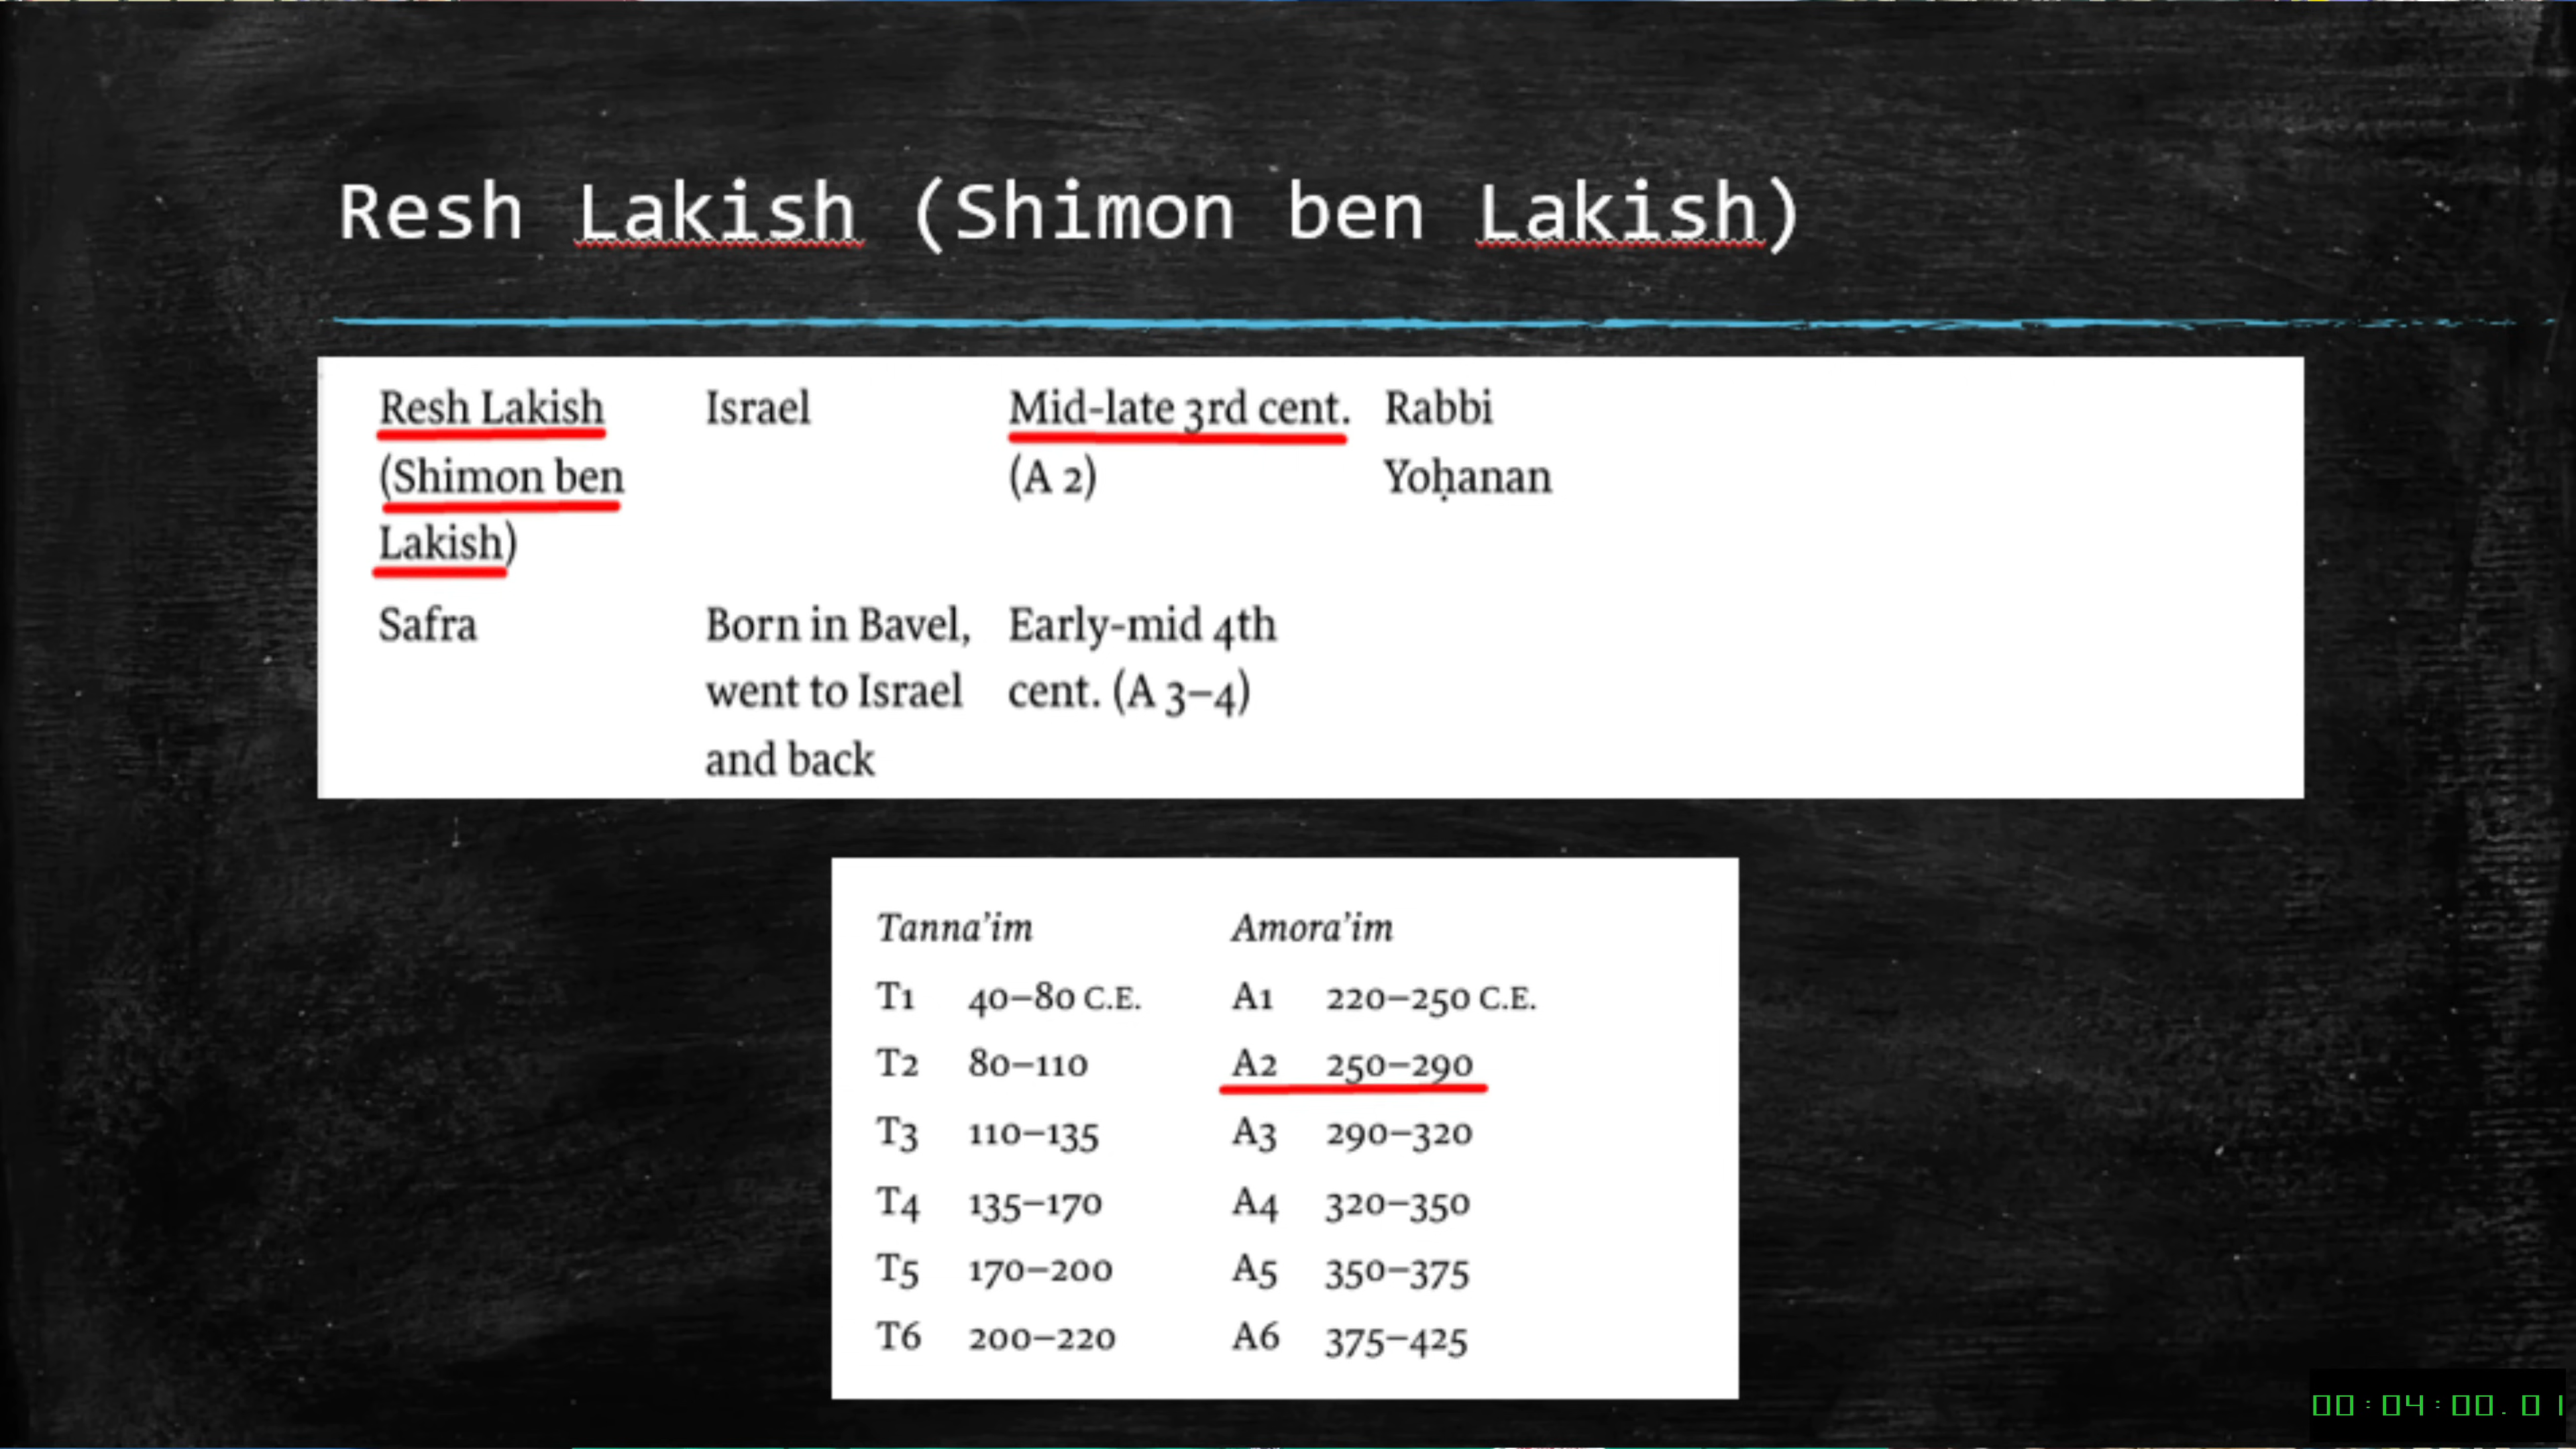 Resh Lakish (Shimon ben Lakish)
Resh Lakish Israel Mid-late 3rd cent. Rabbi
(Shimon ben (A 2) Yoḥanan
Lakish)
Safra Born in Bavel, Early-mid 4th
went to Israel cent. (A 3–4)
and back
Tanna’im Amora’im
T1 40–80 C.E. A1 220–250 C.E.
T2 80–110 A2 250–290
T3 110–135 A3 290–320
T4 135–170 A4 320–350
T5 170–200 A5 350–375
T6 200–220 A6 375–425
00:04:00.01